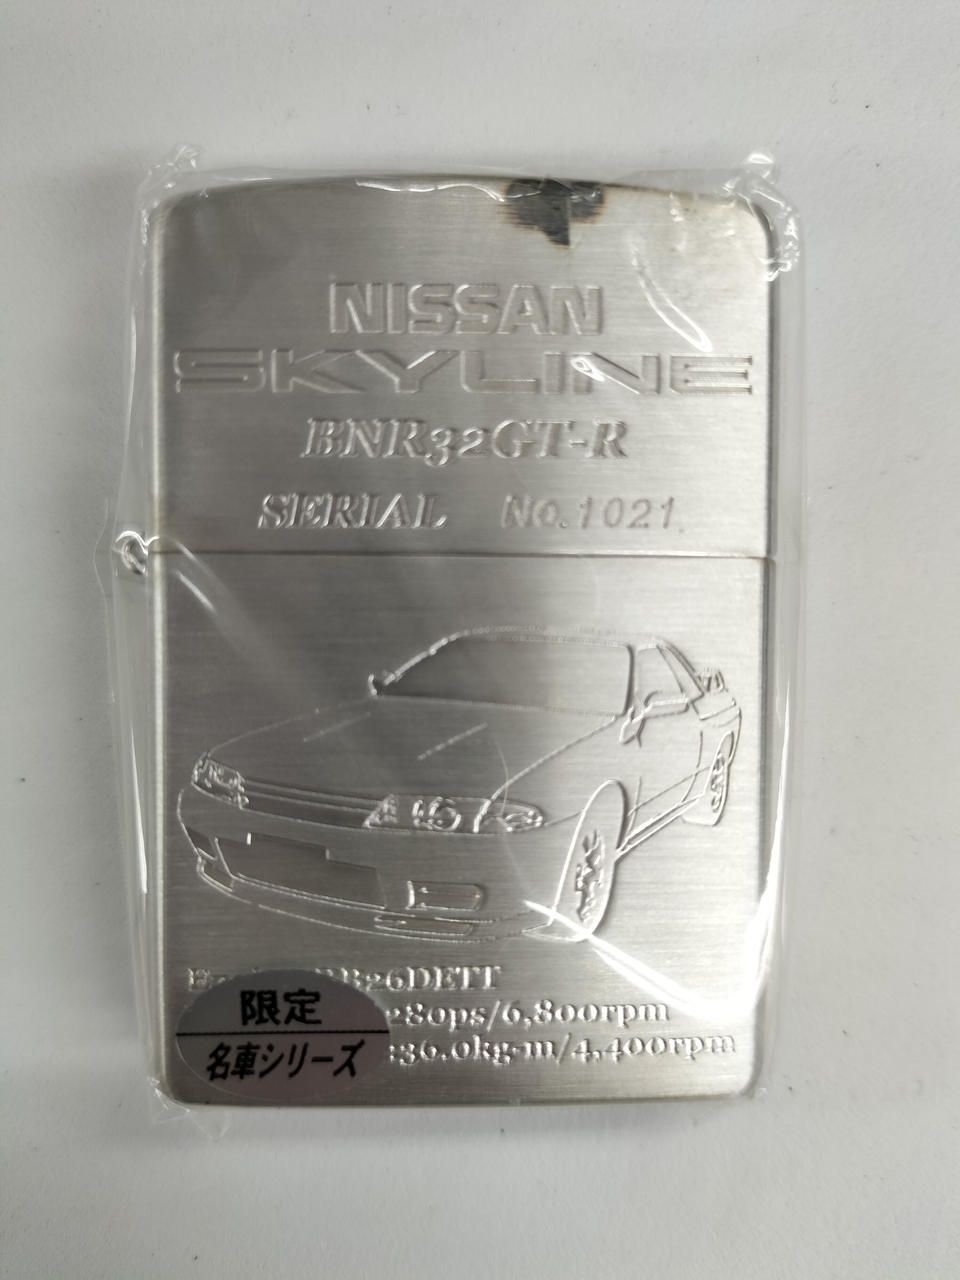 NISSAN
SKYLINE
BNR32GT-R
SERIAL No.1021
RB26DETT
280ps/6,800rpm
:36.0kg-m/4,400rpm
限定
名車シリーズ